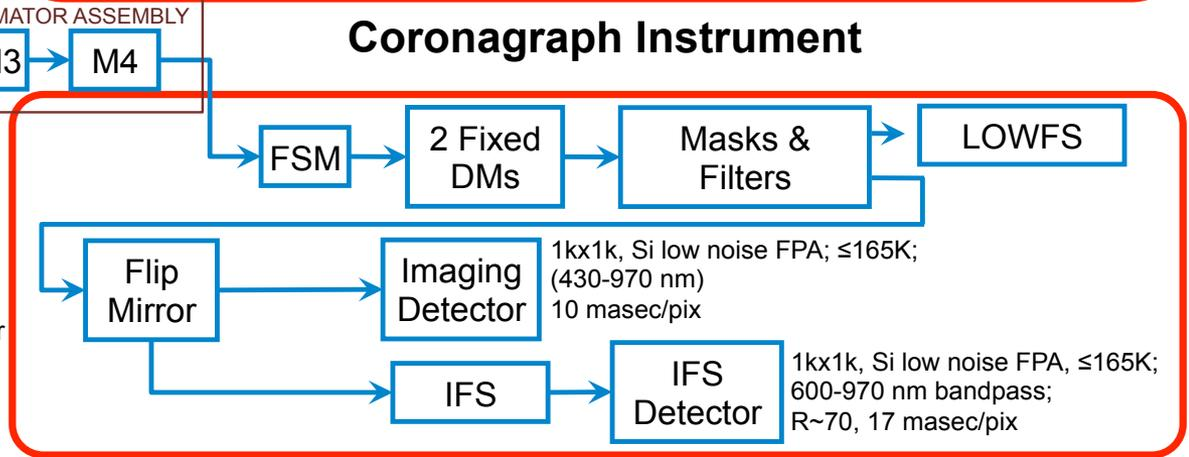 MATOR ASSEMBLY
Coronagraph Instrument
M4
FSM
2 Fixed
DMs
Masks &
Filters
LOWFS
Flip
Mirror
Imaging
Detector
1kx1k, Si low noise FPA; ≤165K;
(430-970 nm)
10 masec/pix
IFS
IFS
Detector
1kx1k, Si low noise FPA, ≤165K;
600-970 nm bandpass;
R~70, 17 masec/pix